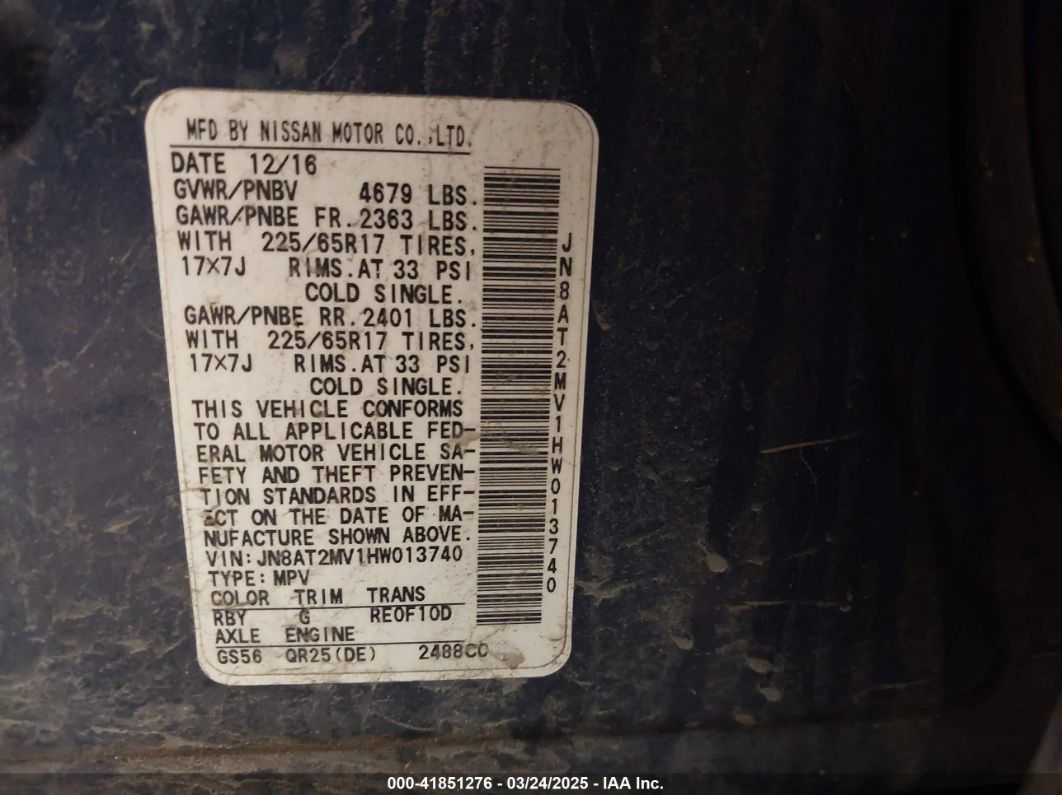 MFD BY NISSAN MOTOR CO.,LTD.
DATE 12/16
GVWR/PNBV 4679 LBS.
GAWR/PNBE FR.2363 LBS.
WITH 225/65R17 TIRES,
17X7J RIMS.AT 33 PSI
COLD SINGLE.
GAWR/PNBE RR.2401 LBS.
WITH 225/65R17 TIRES,
17X7J RIMS.AT 33 PSI
COLD SINGLE.
THIS VEHICLE CONFORMS
TO ALL APPLICABLE FED-
ERAL MOTOR VEHICLE SA-
FETY AND THEFT PREVEN-
TION STANDARDS IN EFF-
ECT ON THE DATE OF MA-
NUFACTURE SHOWN ABOVE.
VIN:JN8AT2MV1HW013740
TYPE:MPV
COLOR TRIM TRANS
RBY G RE0F10D
AXLE ENGINE
GS56 QR25(DE) 2488CC
JN8AT2MV1HW013740
000-41851276 - 03/24/2025 - IAA Inc.